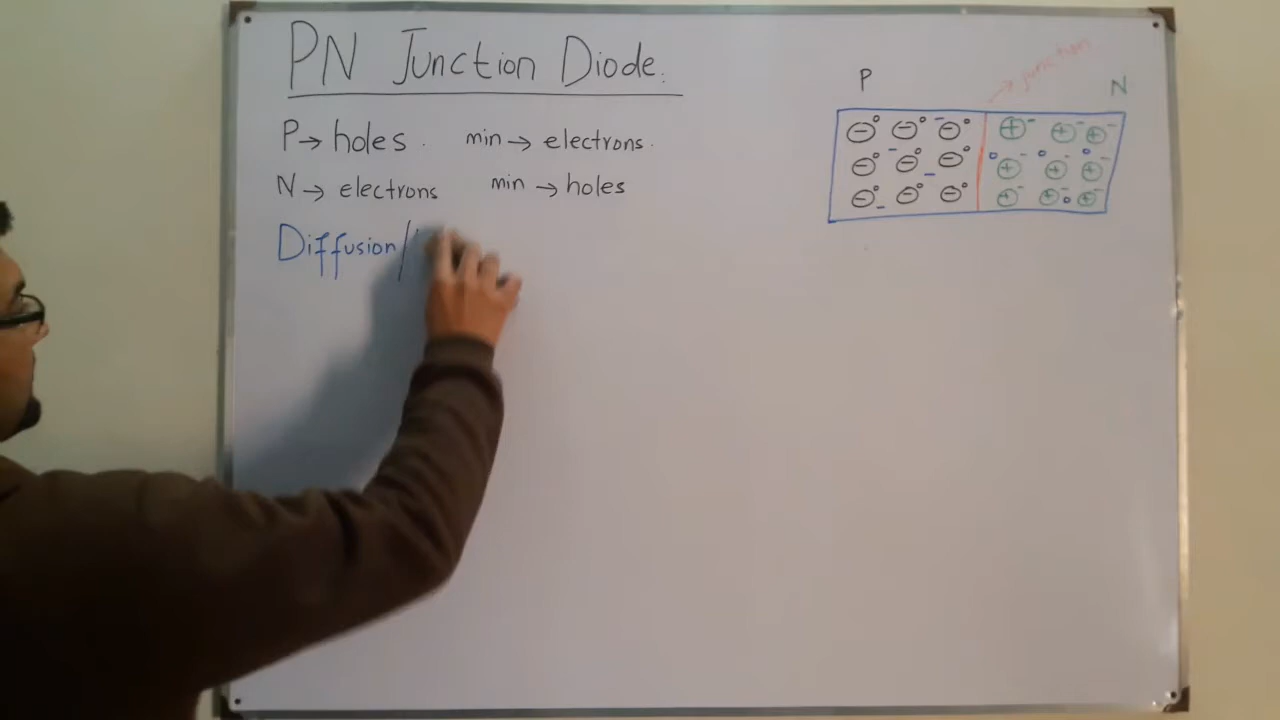 PN Junction Diode.
P → holes. min → electrons.
N → electrons min → holes
Diffusion/
P
junction
N